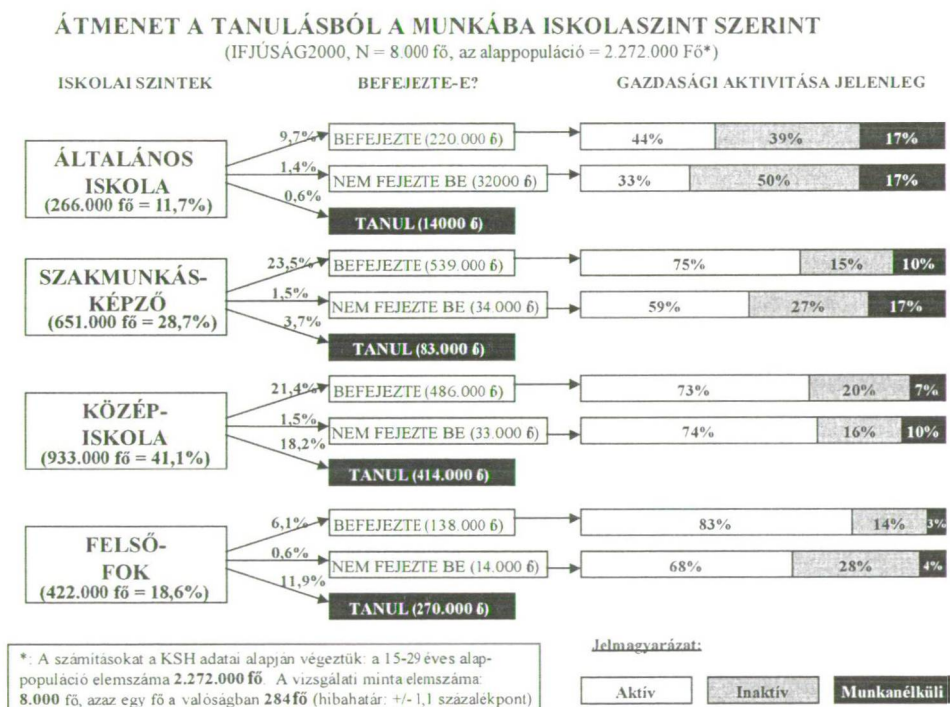 ÁTMENET A TANULÁSBÓL A MUNKÁBA ISKOLASZINT SZERINT
(IFJÚSÁG2000, N = 8.000 fő, az alappopuláció = 2.272.000 Fő*)
ISKOLAI SZINTEK BEFEJEZTE-E? GAZDASÁGI AKTIVITÁSA JELENLEG
ÁLTALÁNOS
ISKOLA
(266.000 fő = 11,7%)
9,7%
BEFEJEZTE (220.000 fő)
44% 39% 17%
1,4%
NEM FEJEZTE BE (32000 fő)
33% 50% 17%
0,6%
TANUL (14000 fő)
SZAKMUNKÁS-
KÉPZŐ
(651.000 fő = 28,7%)
23,5%
BEFEJEZTE (539.000 fő)
75% 15% 10%
1,5%
NEM FEJEZTE BE (34.000 fő)
59% 27% 17%
3,7%
TANUL (83.000 fő)
KÖZÉP-
ISKOLA
(933.000 fő = 41,1%)
21,4%
BEFEJEZTE (486.000 fő)
73% 20% 7%
1,5%
NEM FEJEZTE BE (33.000 fő)
74% 16% 10%
18,2%
TANUL (414.000 fő)
FELSŐ-
FOK
(422.000 fő = 18,6%)
6,1%
BEFEJEZTE (138.000 fő)
83% 14% 3%
0,6%
NEM FEJEZTE BE (14.000 fő)
68% 28% 4%
11,9%
TANUL (270.000 fő)
*: A számításokat a KSH adatai alapján végeztük: a 15-29 éves alap-
populáció elemszáma 2.272.000 fő. A vizsgálati minta elemszáma:
8.000 fő, azaz egy fő a valóságban 284 fő (hibahatár: +/- 1,1 százalékpont)
Jelmagyarázat:
Aktív Inaktív Munkanélküli